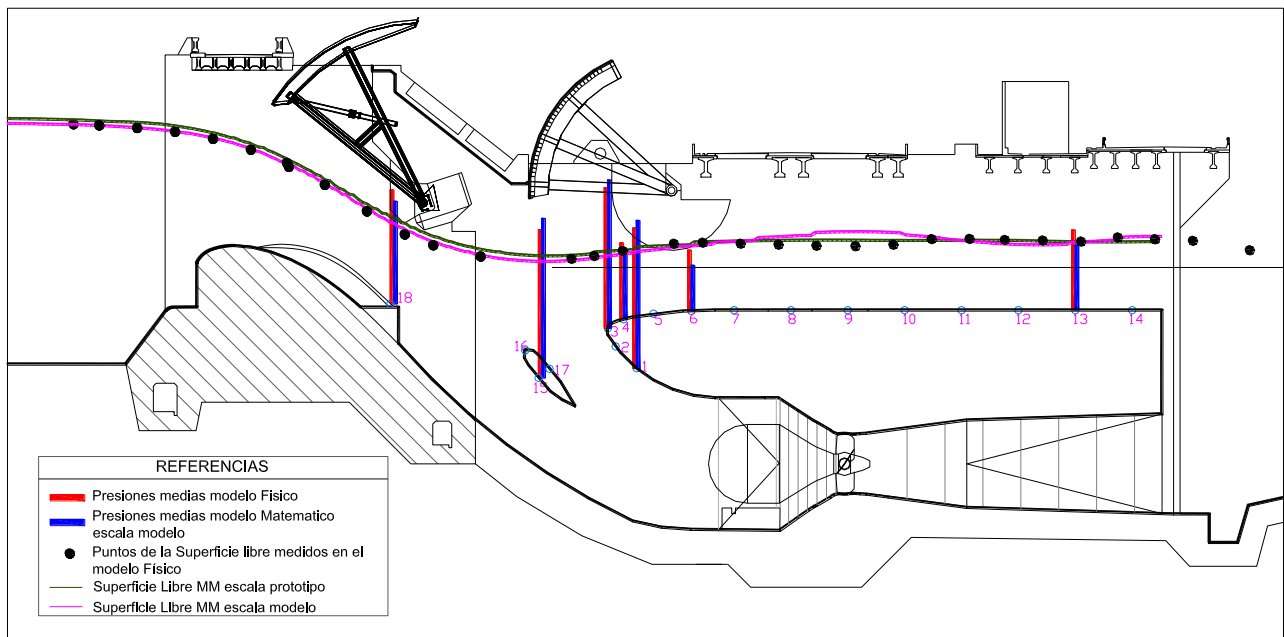 18
3
4
5
6
7
8
9
10
11
12
13
14
16
2
17
1
15
REFERENCIAS
Presiones medias modelo Fisico
Presiones medias modelo Matematico
escala modelo
Puntos de la Superficie libre medidos en el
modelo Físico
Superficie Libre MM escala prototipo
Superficie Libre MM escala modelo